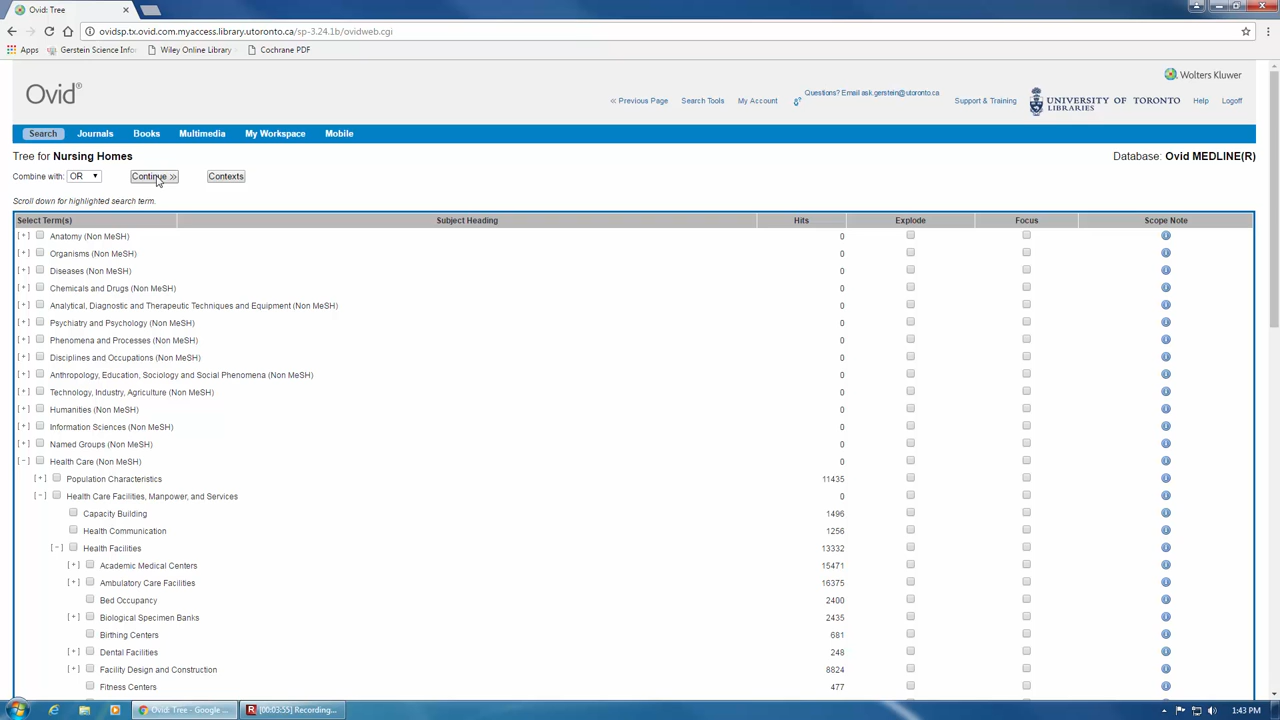 Ovid: Tree
ovidsp.tx.ovid.com.myaccess.library.utoronto.ca/sp-3.24.1b/ovidweb.cgi
Apps Gerstein Science Info Wiley Online Library Cochrane PDF
Wolters Kluwer
Ovid®
<< Previous Page Search Tools My Account Questions? Email ask.gerstein@utoronto.ca Support & Training UNIVERSITY OF TORONTO LIBRARIES Help Logoff
Search Journals Books Multimedia My Workspace Mobile
Tree for Nursing Homes Database: Ovid MEDLINE(R)
Combine with: OR Continue >> Contexts
Scroll down for highlighted search term.
Select Term(s) Subject Heading Hits Explode Focus Scope Note
[+] Anatomy (Non MeSH) 0
[+] Organisms (Non MeSH) 0
[+] Diseases (Non MeSH) 0
[+] Chemicals and Drugs (Non MeSH) 0
[+] Analytical, Diagnostic and Therapeutic Techniques and Equipment (Non MeSH) 0
[+] Psychiatry and Psychology (Non MeSH) 0
[+] Phenomena and Processes (Non MeSH) 0
[+] Disciplines and Occupations (Non MeSH) 0
[+] Anthropology, Education, Sociology and Social Phenomena (Non MeSH) 0
[+] Technology, Industry, Agriculture (Non MeSH) 0
[+] Humanities (Non MeSH) 0
[+] Information Sciences (Non MeSH) 0
[+] Named Groups (Non MeSH) 0
[-] Health Care (Non MeSH) 0
[+] Population Characteristics 11435
[-] Health Care Facilities, Manpower, and Services 0
Capacity Building 1496
Health Communication 1256
[-] Health Facilities 13332
[+] Academic Medical Centers 15471
[+] Ambulatory Care Facilities 16375
Bed Occupancy 2400
[+] Biological Specimen Banks 2435
Birthing Centers 681
[+] Dental Facilities 248
[+] Facility Design and Construction 8824
Fitness Centers 477
Ovid: Tree - Google ... [00:03:55] Recording... 1:43 PM